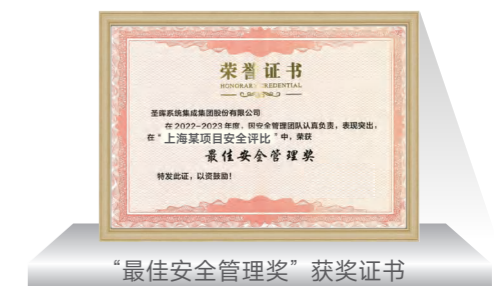 荣誉证书
HONORARY CREDENTIAL
圣晖系统集成集团股份有限公司
在 2022-2023 年度,因安全管理团队认真负责,表现突出,
在“上海某项目安全评比”中,荣获
最佳安全管理奖
特发此证,以资鼓励!
“最佳安全管理奖”获奖证书